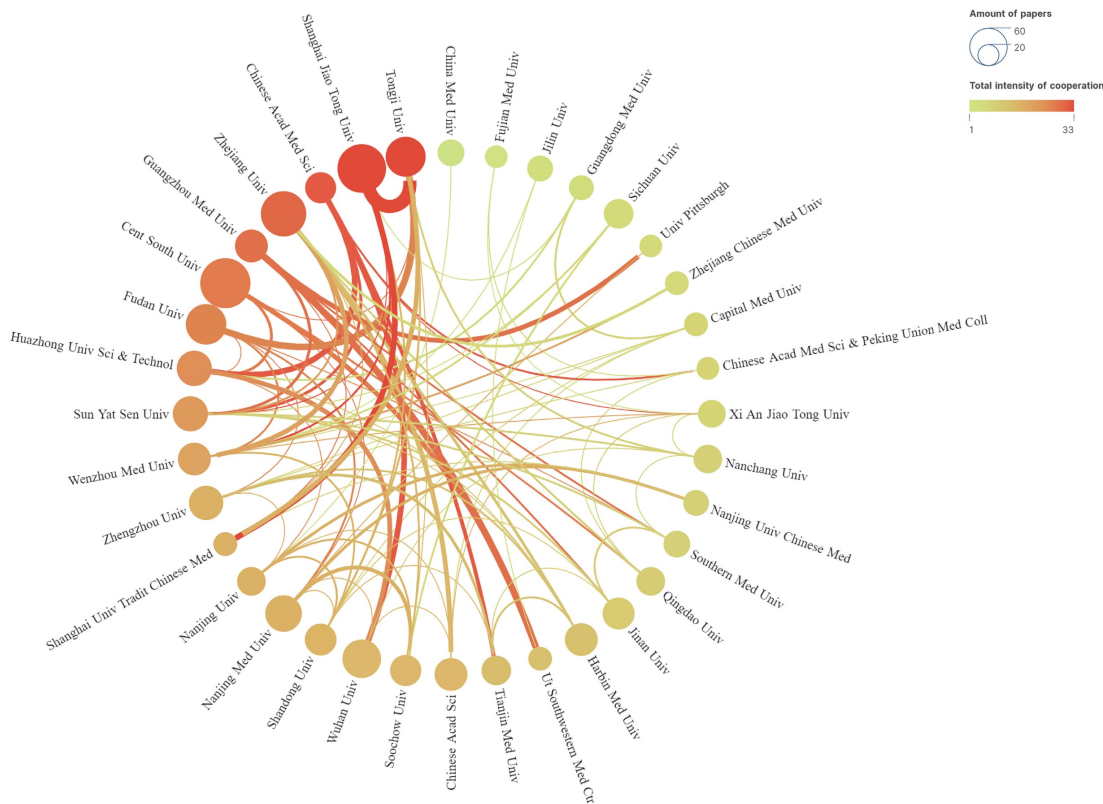 Amount of papers
60
20
Total intensity of cooperation
1
33
Tongji Univ
China Med Univ
Fujian Med Univ
Jilin Univ
Guangdong Med Univ
Sichuan Univ
Univ Pittsburgh
Zhejiang Chinese Med Univ
Capital Med Univ
Chinese Acad Med Sci & Peking Union Med Coll
Xi An Jiao Tong Univ
Nanchang Univ
Nanjing Univ Chinese Med
Southern Med Univ
Qingdao Univ
Jinan Univ
Harbin Med Univ
Ut Southwestern Med Ctr
Tianjin Med Univ
Chinese Acad Sci
Soochow Univ
Wuhan Univ
Shandong Univ
Nanjing Med Univ
Nanjing Univ
Shanghai Univ Tradit Chinese Med
Zhengzhou Univ
Wenzhou Med Univ
Sun Yat Sen Univ
Huazhong Univ Sci & Technol
Fudan Univ
Cent South Univ
Guangzhou Med Univ
Zhejiang Univ
Chinese Acad Med Sci
Shanghai Jiao Tong Univ